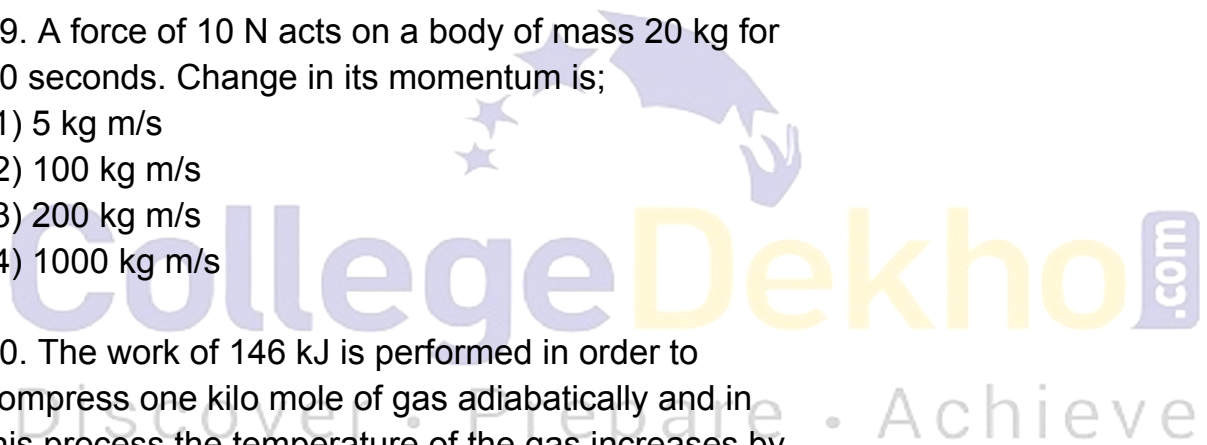 9. A force of 10 N acts on a body of mass 20 kg for
0 seconds. Change in its momentum is;
1) 5 kg m/s
2) 100 kg m/s
3) 200 kg m/s
4) 1000 kg m/s
CollegeDekho.com
0. The work of 146 kJ is performed in order to
ompress one kilo mole of gas adiabatically and in
Discover • Prepare • Achieve
his process the temperature of the gas increases by